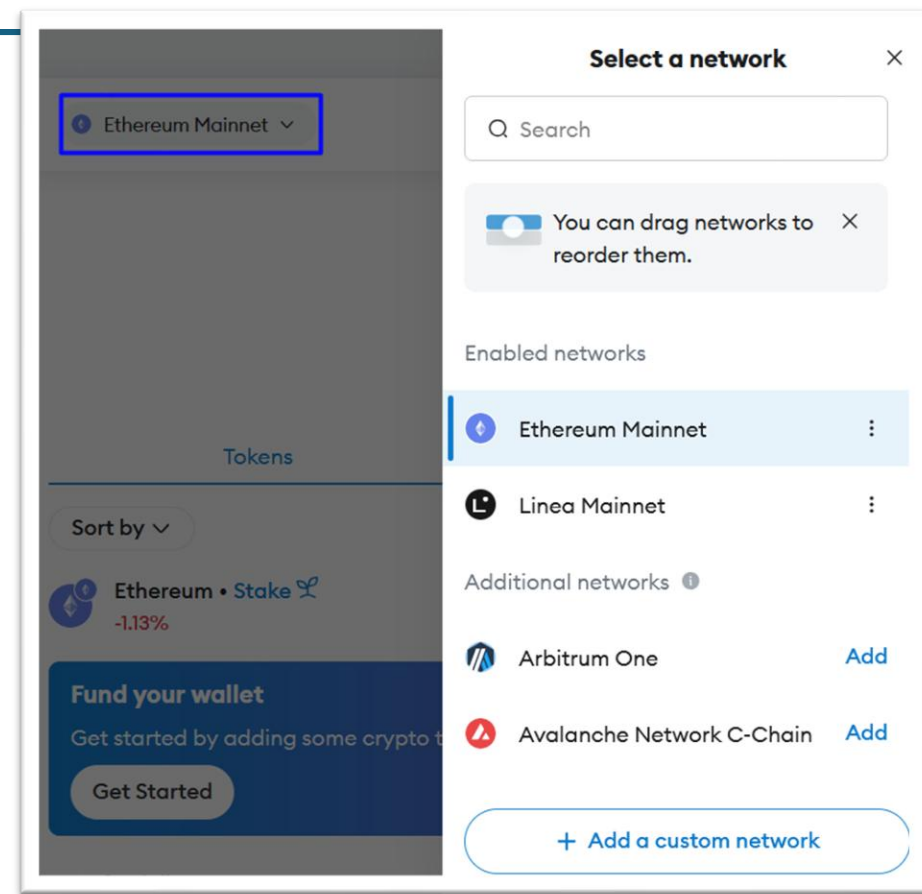 Ethereum Mainnet
Tokens
Sort by
Ethereum • Stake
-1.13%
Fund your wallet
Get started by adding some crypto t
Get Started
Select a network
Search
You can drag networks to
reorder them.
Enabled networks
Ethereum Mainnet
Linea Mainnet
Additional networks
Arbitrum One Add
Avalanche Network C-Chain Add
+ Add a custom network